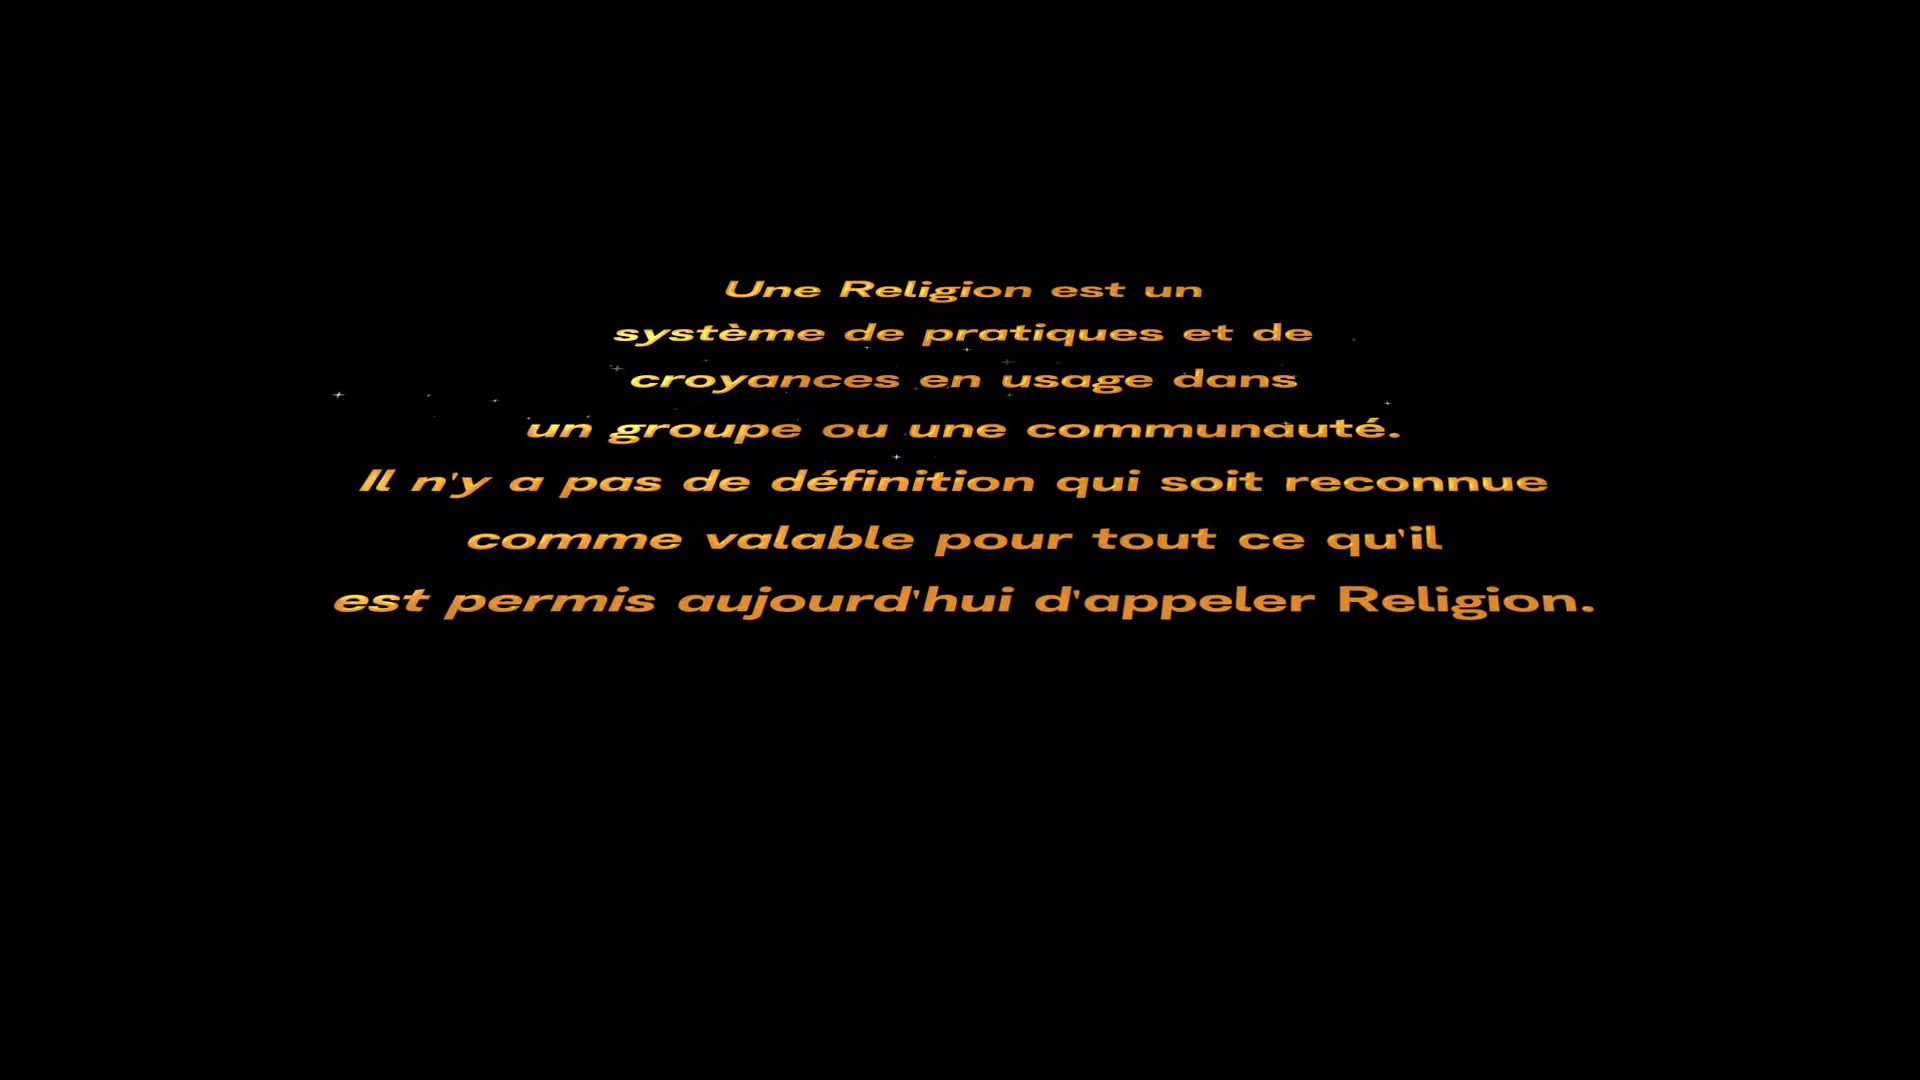 Une Religion est un
système de pratiques et de
croyances en usage dans
un groupe ou une communauté.
Il n'y a pas de définition qui soit reconnue
comme valable pour tout ce qu'il
est permis aujourd'hui d'appeler Religion.